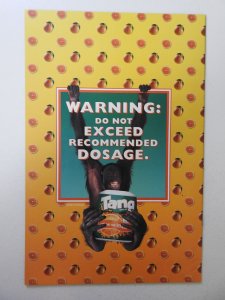 WARNING:
DO NOT
EXCEED
RECOMMENDED
DOSAGE.
Tang